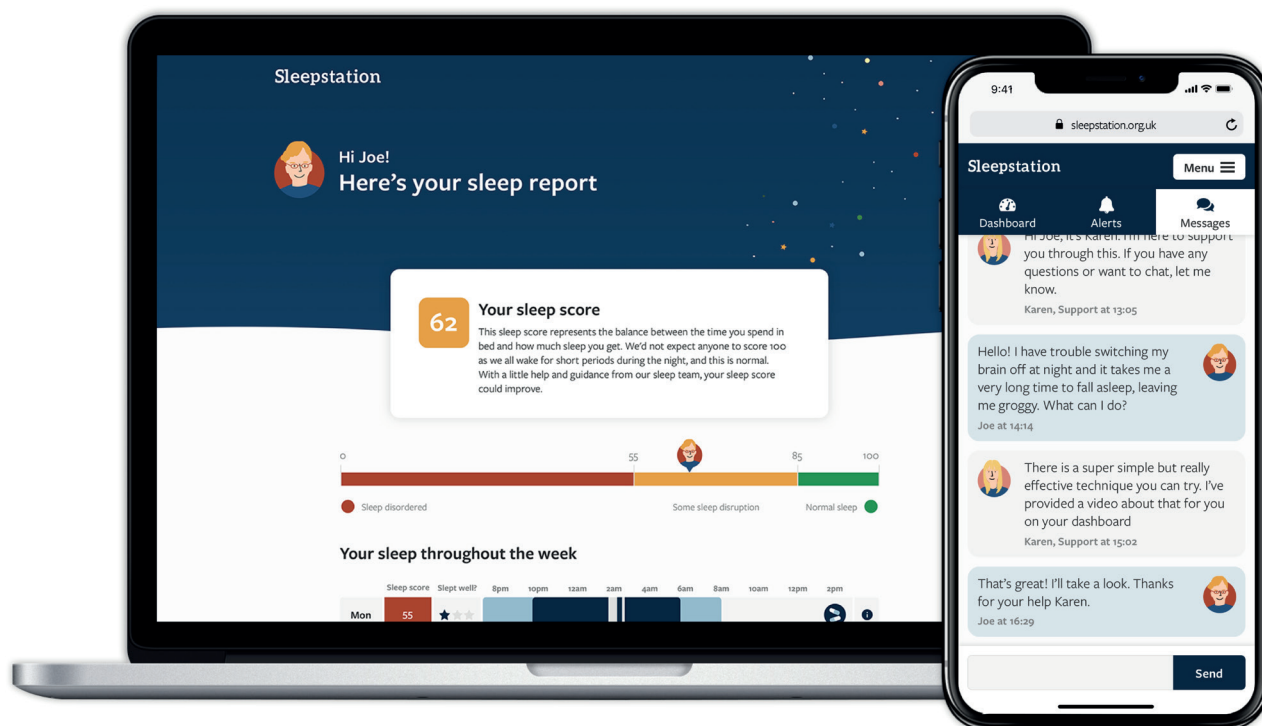 Sleepstation
Hi Joe!
Here's your sleep report
62
Your sleep score
This sleep score represents the balance between the time you spend in
bed and how much sleep you get. We'd not expect anyone to score 100
as we all wake for short periods during the night, and this is normal.
With a little help and guidance from our sleep team, your sleep score
could improve.
0 55 85 100
Sleep disordered Some sleep disruption Normal sleep
Your sleep throughout the week
Sleep score Slept well? 8pm 10pm 12am 2am 4am 6am 8am 10am 12pm 2pm
Mon 55
9:41
sleepstation.org.uk
Sleepstation
Menu
Dashboard Alerts Messages
Hi Joe, it's Karen. I'm here to support
you through this. If you have any
questions or want to chat, let me
know.
Karen, Support at 13:05
Hello! I have trouble switching my
brain off at night and it takes me a
very long time to fall asleep, leaving
me groggy. What can I do?
Joe at 14:14
There is a super simple but really
effective technique you can try. I've
provided a video about that for you
on your dashboard
Karen, Support at 15:02
That's great! I'll take a look. Thanks
for your help Karen.
Joe at 16:29
Send